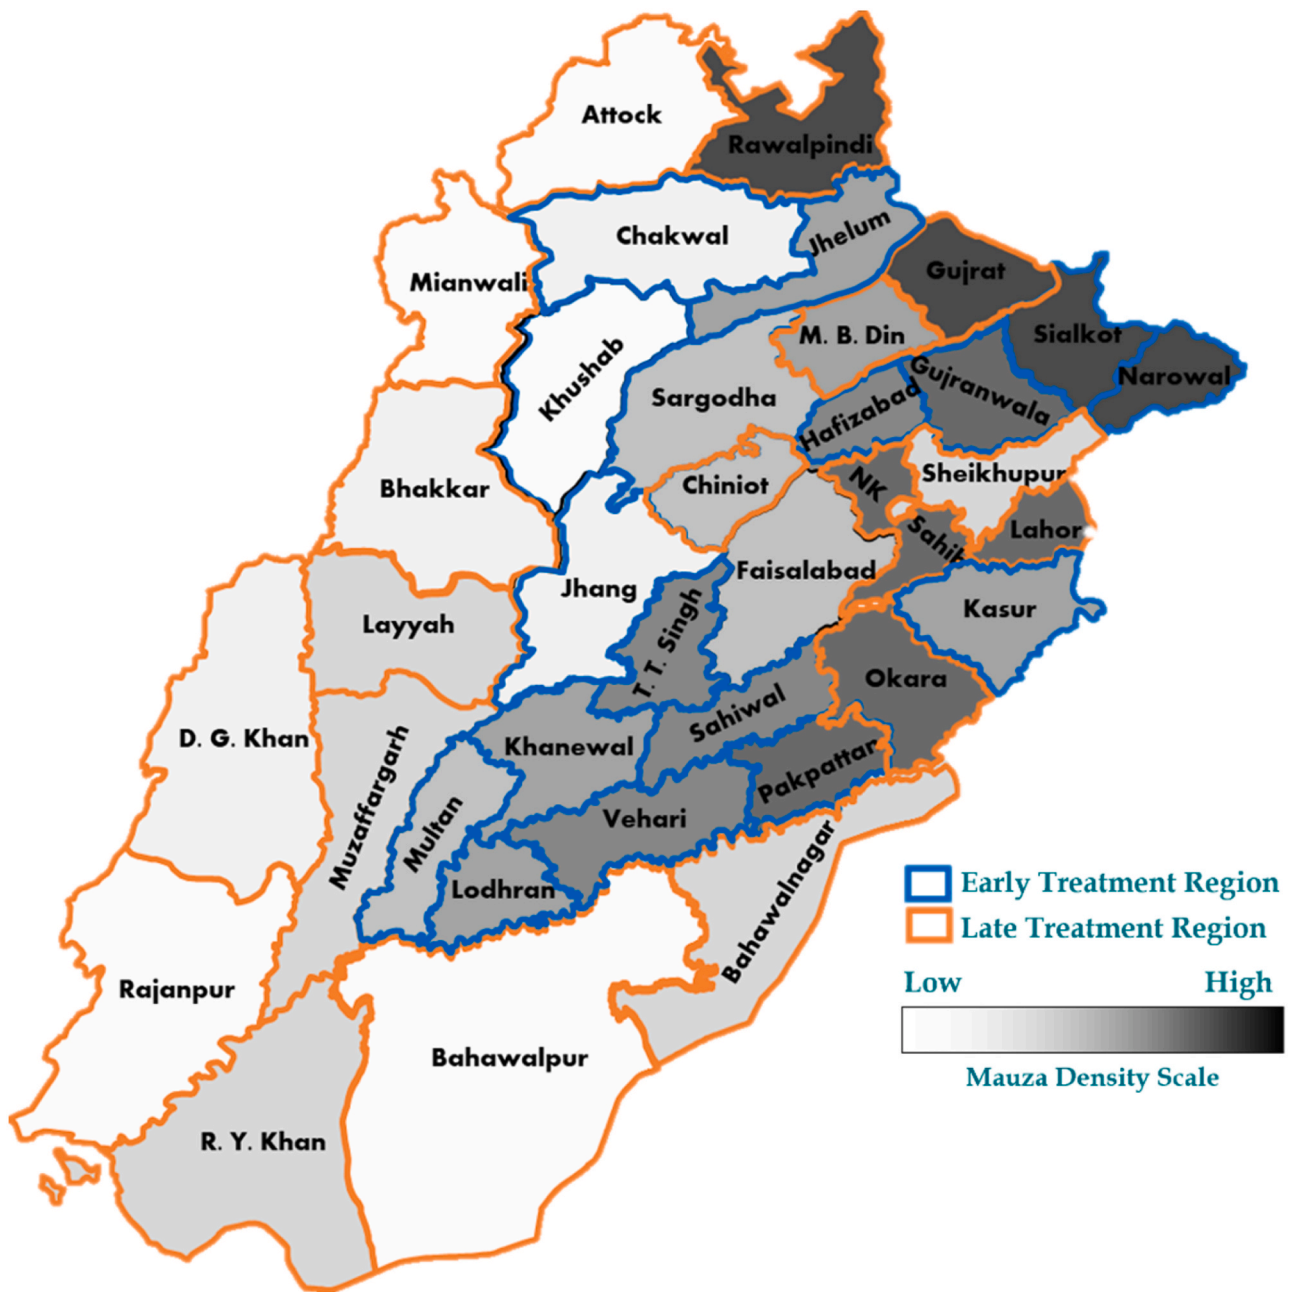 Attock
Rawalpindi
Chakwal
Jhelum
Mianwali
Gujrat
Khushab
M. B. Din
Sialkot
Narowal
Gujranwala
Sargodha
Hafizabad
Bhakkar
Chiniot
NK
Sheikhupur
Lahor
Sahib
Faisalabad
Jhang
Kasur
Layyah
T. T. Singh
Okara
Sahiwal
D. G. Khan
Khanewal
Pakpattan
Muzaffargarh
Multan
Vehari
Lodhran
Bahawalnagar
Early Treatment Region
Late Treatment Region
Rajanpur
Low
High
Mauza Density Scale
Bahawalpur
R. Y. Khan